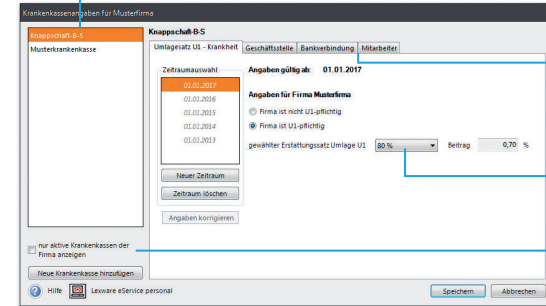 Krankenkassenangaben für Musterfirma
Knappschaft-B-S
Musterkrankenkasse
nur aktive Krankenkassen der
Firma anzeigen
Neue Krankenkasse hinzufügen
Knappschaft-B-S
Umlagesatz U1 - Krankheit Geschäftsstelle Bankverbindung Mitarbeiter
Zeitraumauswahl
01.01.2017
01.01.2016
01.01.2015
01.01.2014
01.01.2013
Neuer Zeitraum
Zeitraum löschen
Angaben korrigieren
Angaben gültig ab: 01.01.2017
Angaben für Firma Musterfirma
Firma ist nicht U1-pflichtig
Firma ist U1-pflichtig
gewählter Erstattungssatz Umlage U1 80 % Beitrag 0,70 %
Hilfe Lexware eService personal Speichern Abbrechen